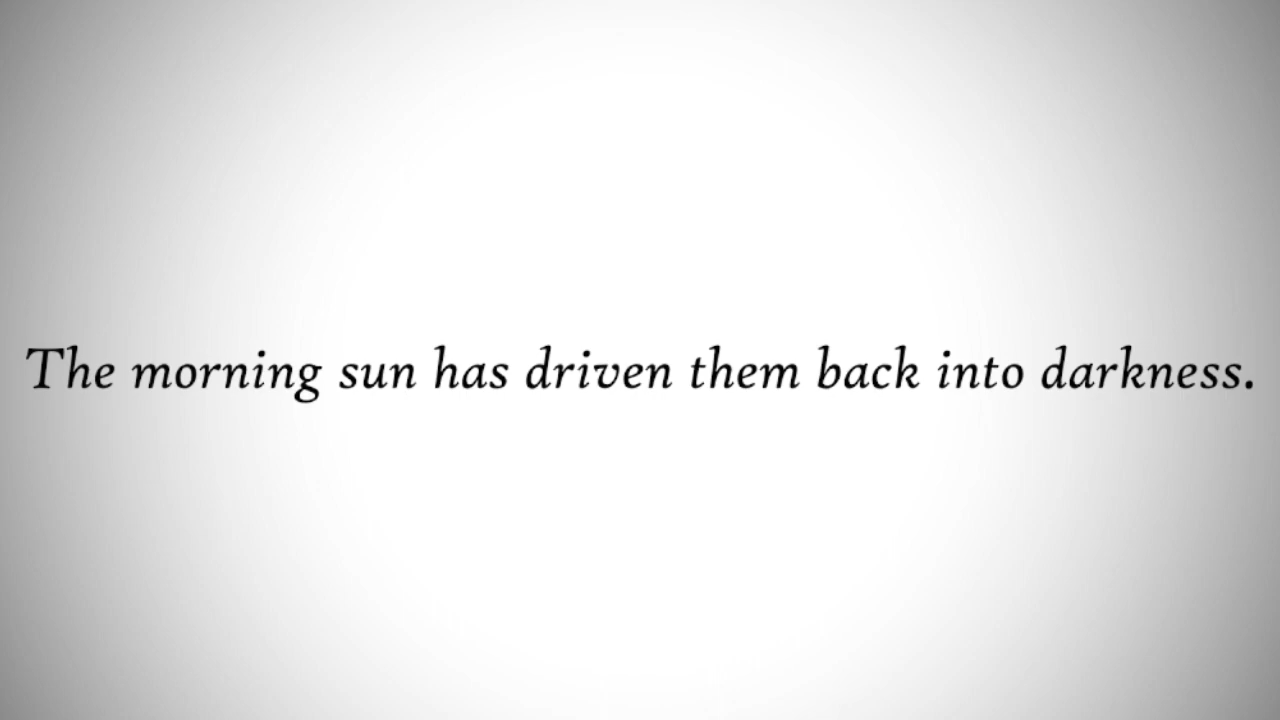 The morning sun has driven them back into darkness.